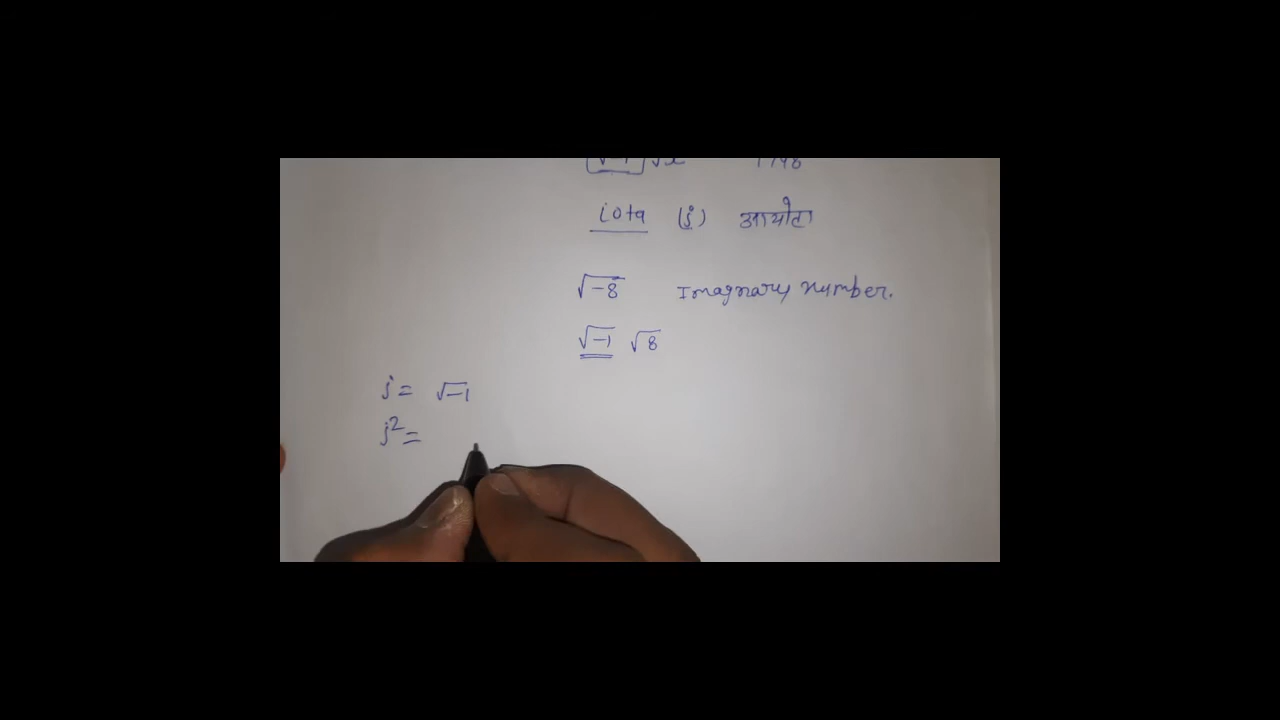 iota (i) आयोटा
√-8 Imagnary number.
√-1 √8
i = √-1
i² =